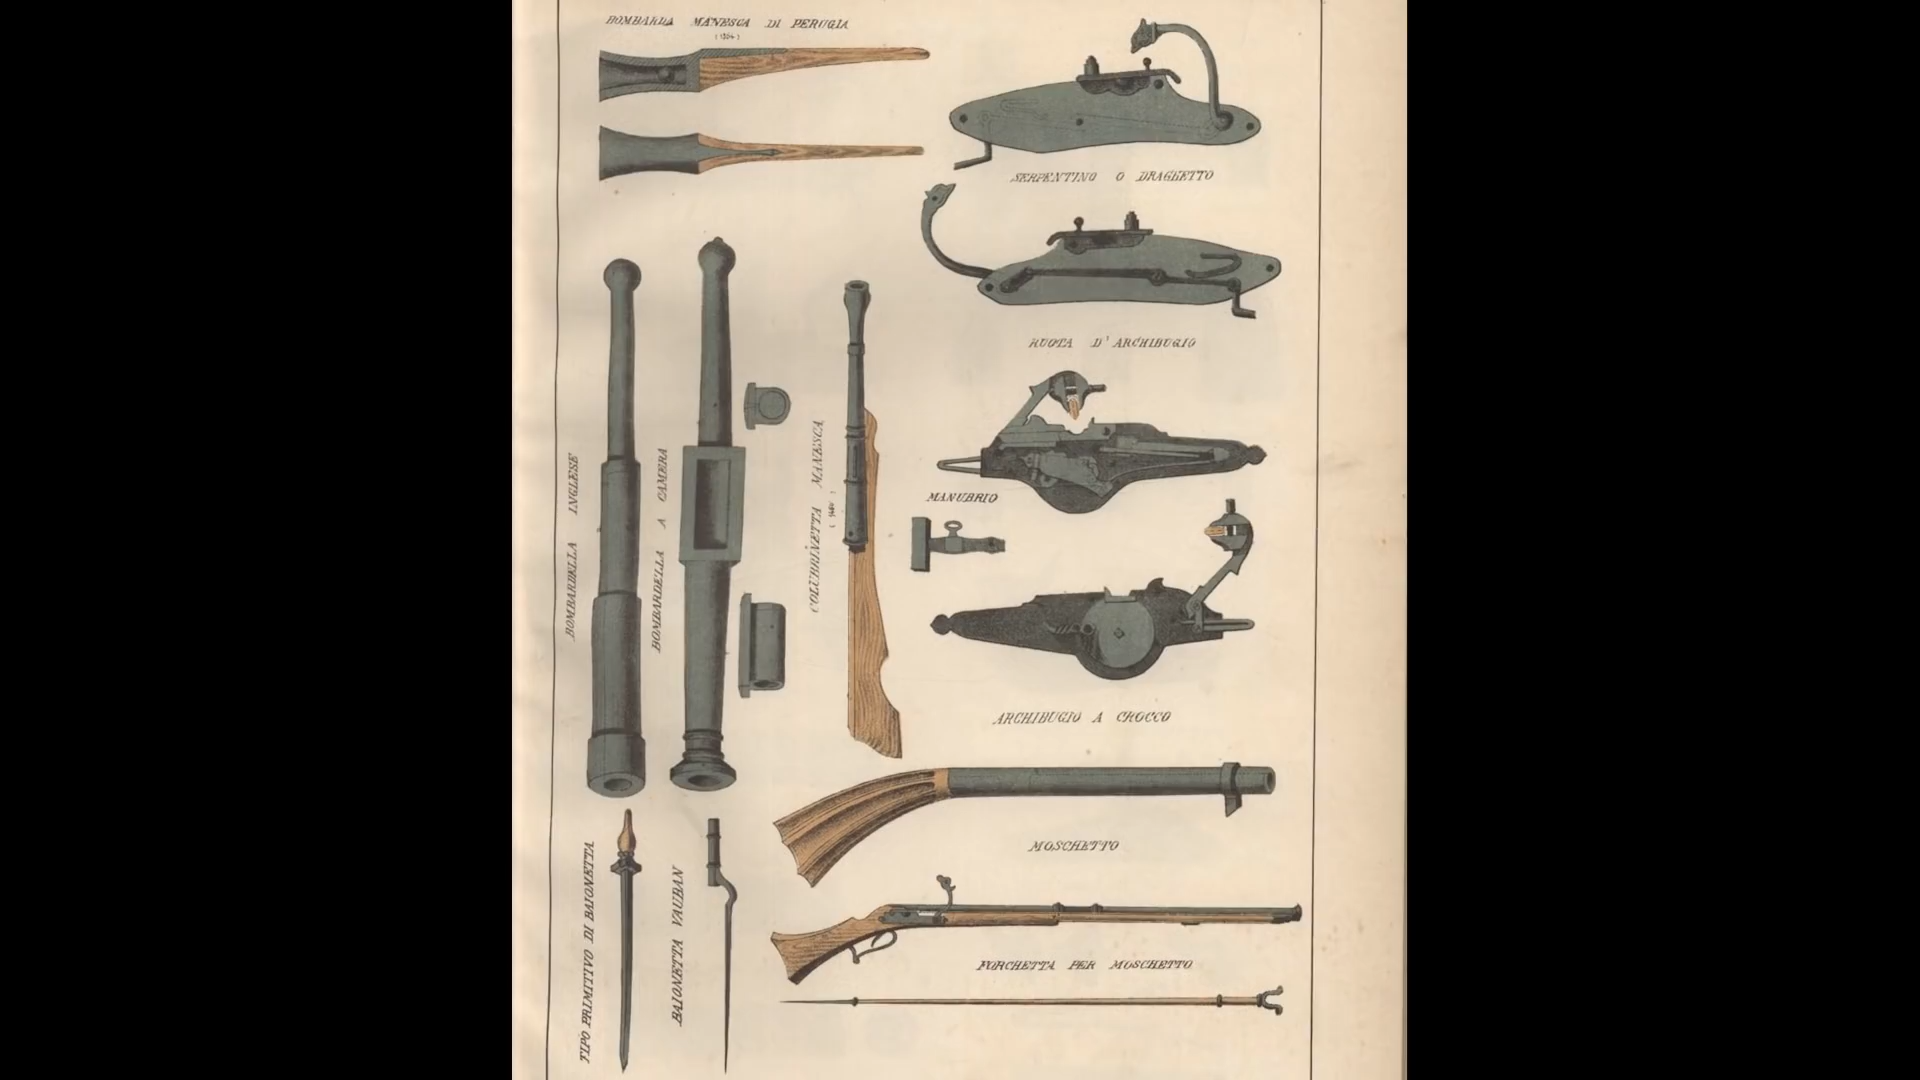 BOMBARDA MANESCA DI PERUGIA
(1364)
SERPENTINO O DRAGHETTO
RUOTA D'ARCHIBUGIO
BOMBARDELLA INGLESE
BOMBARDELLA A CAMERA
COLUBRINETTA MANESCA
MANUBRIO
ARCHIBUGIO A CROCCO
MOSCHETTO
TIPO PRIMITIVO DI BAIONETTA
BAIONETTA VAUBAN
FORCHETTA PER MOSCHETTO